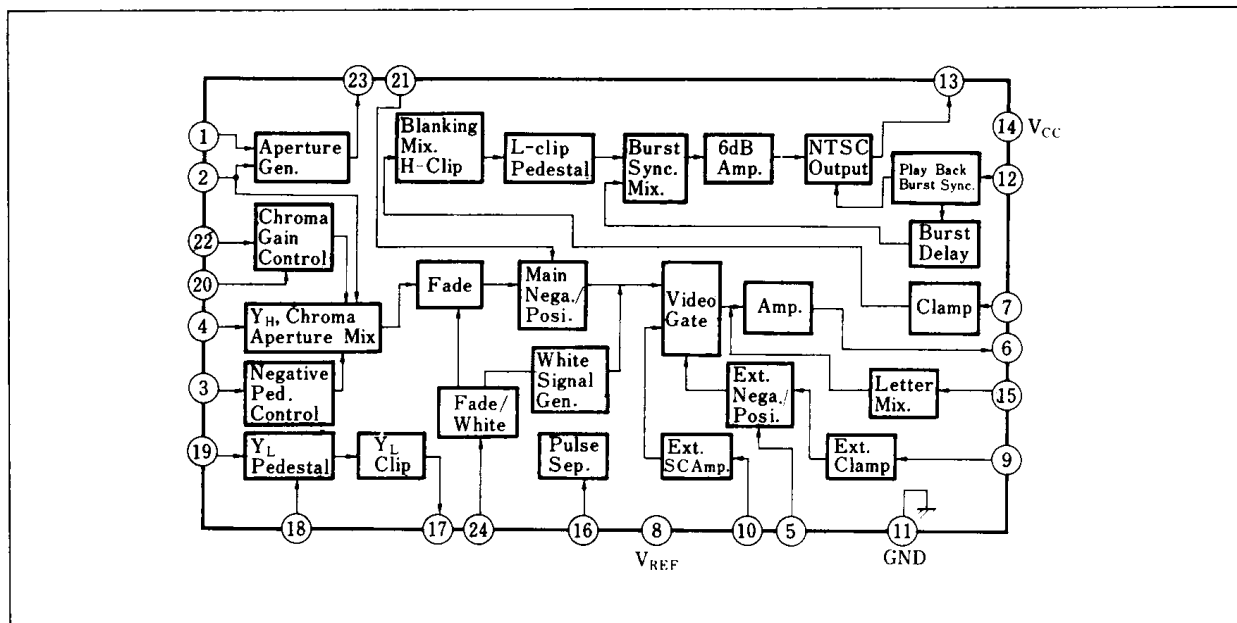 23
21
13
1
Aperture
Gen.
Blanking
Mix.
H-Clip
L-clip
Pedestal
Burst
Sync.
Mix.
6dB
Amp.
NTSC
Output
14
VCC
2
Play Back
Burst Sync.
12
22
Chroma
Gain
Control
Burst
Delay
20
Fade
Main
Nega./
Posi.
Video
Gate
Amp.
Clamp
7
4
YH, Chroma
Aperture Mix
6
3
Negative
Ped.
Control
White
Signal
Gen.
Ext.
Nega./
Posi.
Letter
Mix.
15
Fade/
White
19
YL
Pedestal
YL
Clip
Pulse
Sep.
Ext.
SC Amp.
Ext.
Clamp
9
18
17
24
16
8
10
5
11
VREF
GND